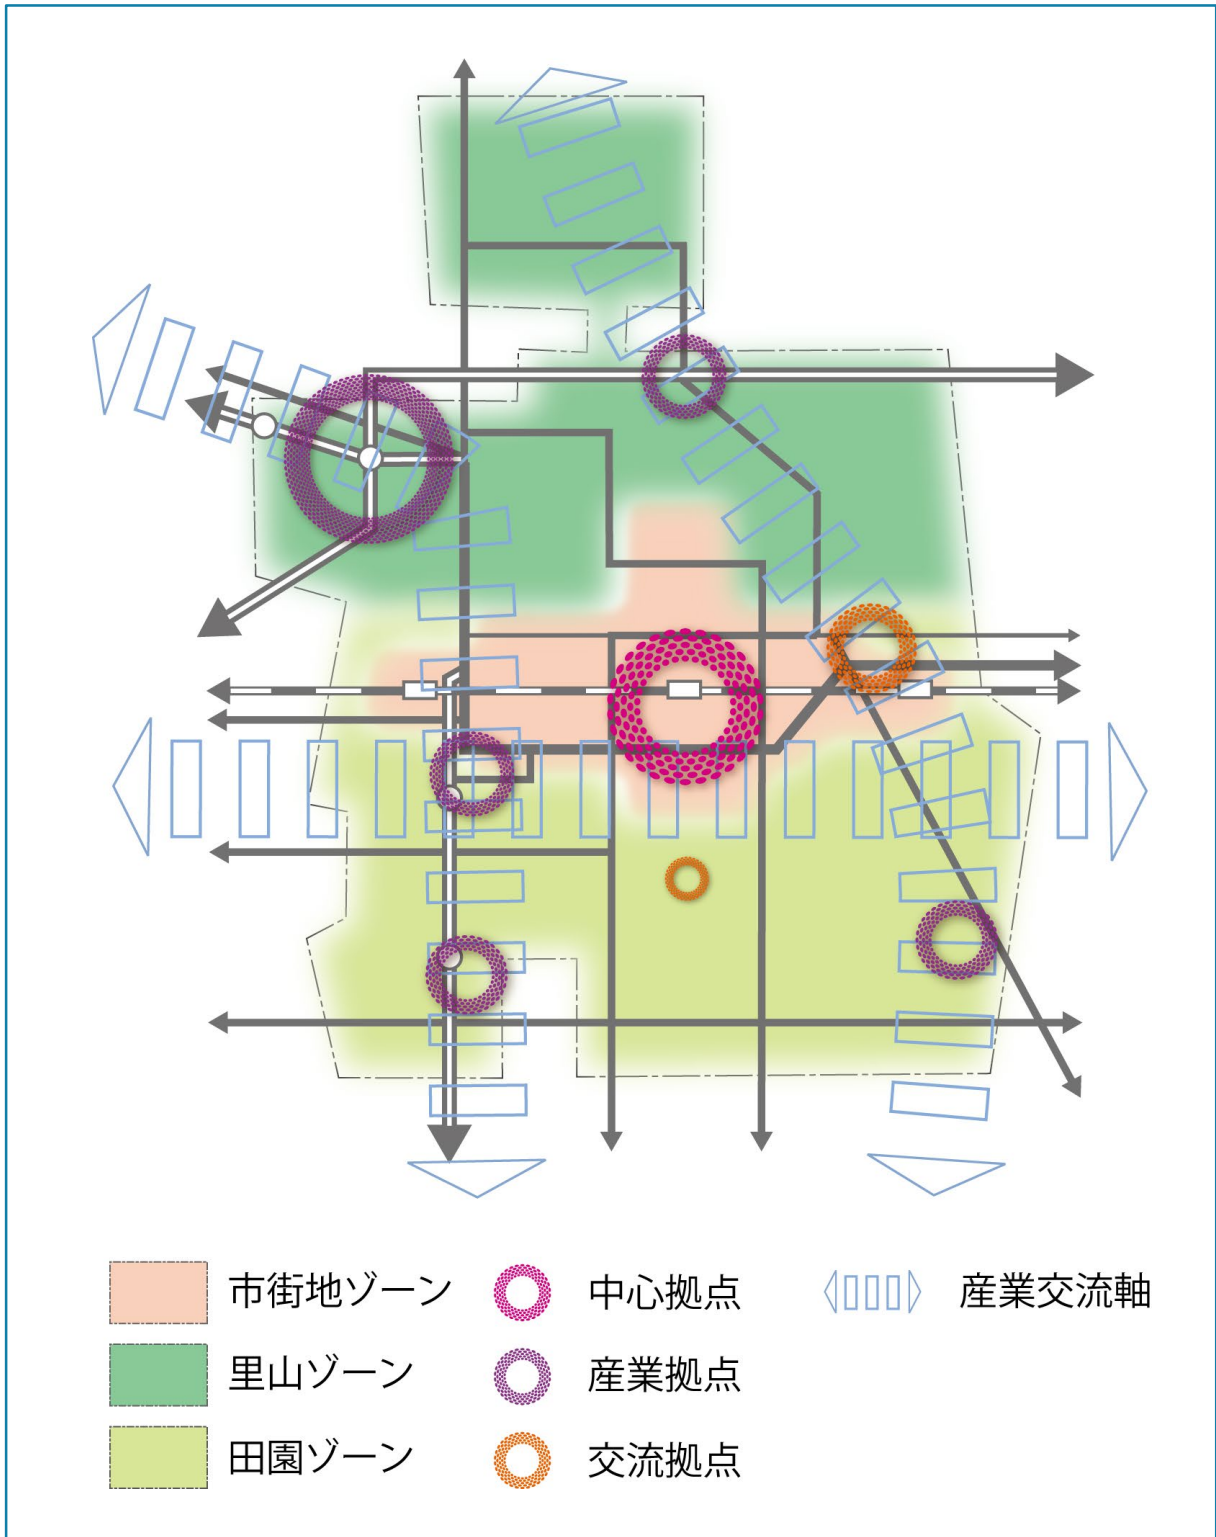 市街地ゾーン
中心拠点
産業交流軸
里山ゾーン
産業拠点
田園ゾーン
交流拠点